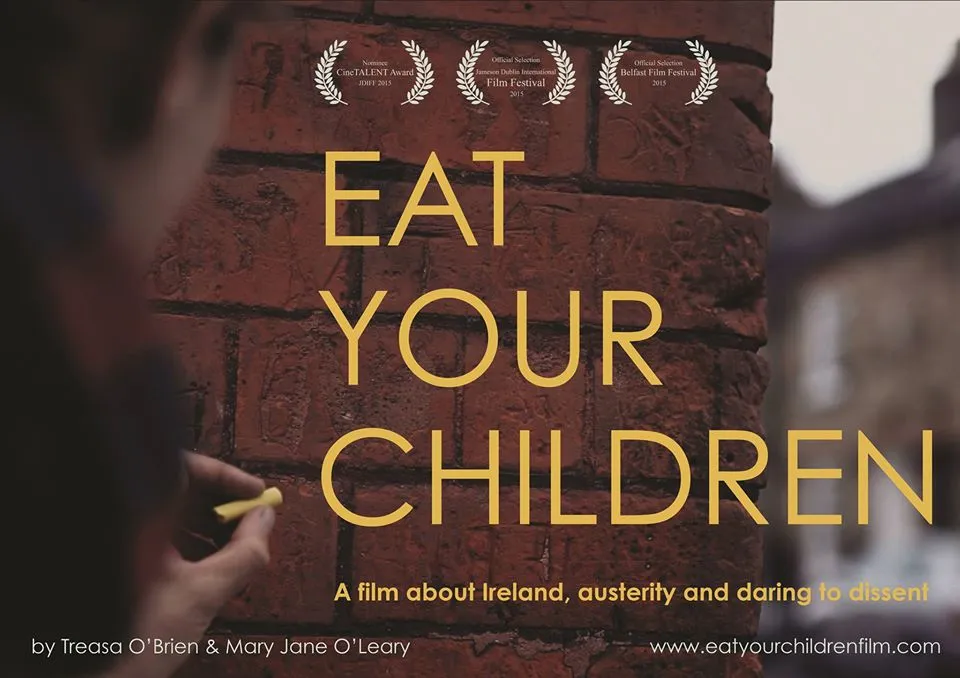 Nominee
CineTALENT Award
JDIFF 2015
Official Selection
Jameson Dublin International
Film Festival
2015
Official Selection
Belfast Film Festival
2015
EAT
YOUR
CHILDREN
A film about Ireland, austerity and daring to dissent
by Treasa O'Brien & Mary Jane O'Leary
www.eatyourchildrenfilm.com